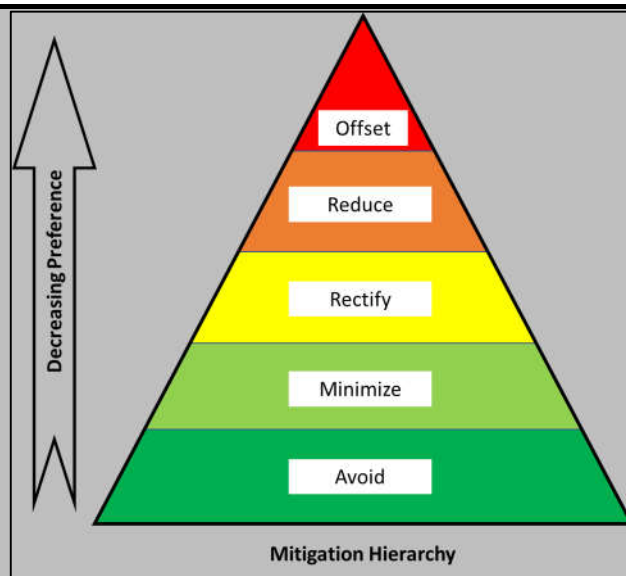 Offset
Reduce
Rectify
Minimize
Avoid
Decreasing Preference
Mitigation Hierarchy